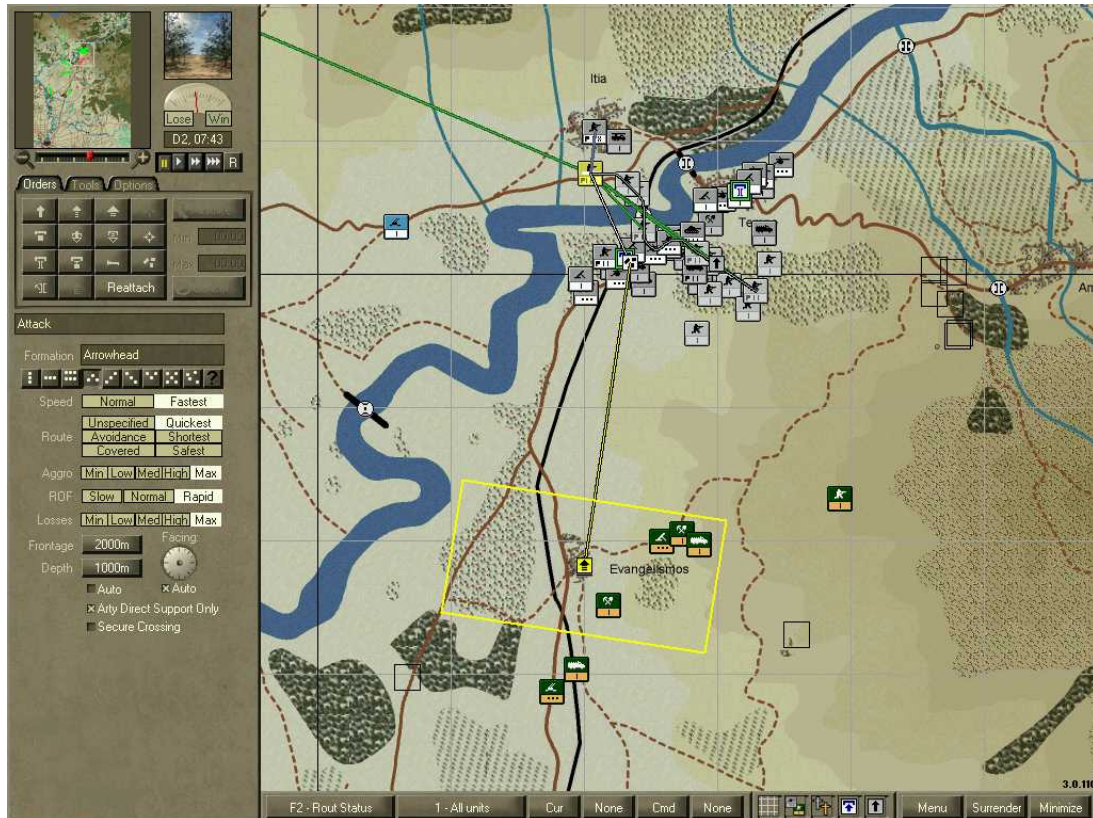 Lose Win
D2, 07:43
R
Orders Tools Options
Reattach
Attack
Formation Arrowhead
?
Speed Normal Fastest
Unspecified Quickest
Route Avoidance Shortest
Covered Safest
Aggro Min Low Med High Max
ROF Slow Normal Rapid
Losses Min Low Med High Max
Frontage 2000m Facing:
Depth 1000m
Auto Auto
Arty Direct Support Only
Secure Crossing
Itia
Te
Am
Evangelismos
3.0.110
F2 - Rout Status 1 - All units Cur None Cmd None Menu Surrender Minimize